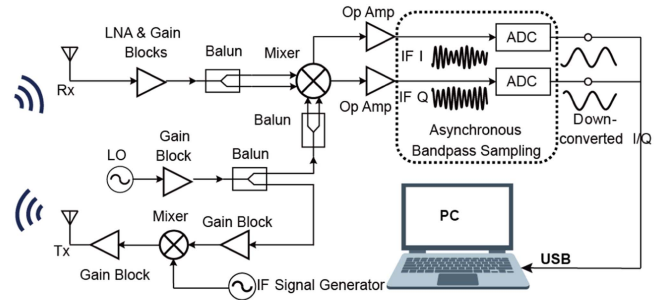 Op Amp
LNA & Gain
Blocks
Balun
Mixer
ADC
IF I
Rx
Op Amp
ADC
IF Q
Balun
Asynchronous
Bandpass Sampling
Down-
converted I/Q
Gain
Block
Balun
LO
Mixer
Gain Block
PC
Tx
Gain Block
IF Signal Generator
USB